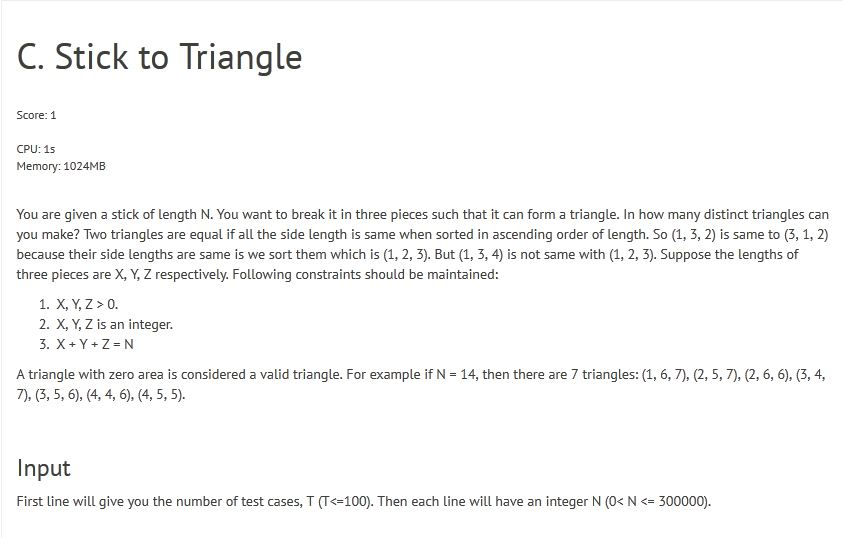 C. Stick to Triangle
Score: 1
CPU: 1s
Memory: 1024MB
You are given a stick of length N. You want to break it in three pieces such that it can form a triangle. In how many distinct triangles can
you make? Two triangles are equal if all the side length is same when sorted in ascending order of length. So (1, 3, 2) is same to (3, 1, 2)
because their side lengths are same is we sort them which is (1, 2, 3). But (1, 3, 4) is not same with (1, 2, 3). Suppose the lengths of
three pieces are X, Y, Z respectively. Following constraints should be maintained:
1. X, Y, Z > 0.
2. X, Y, Z is an integer.
3. X + Y + Z = N
A triangle with zero area is considered a valid triangle. For example if N = 14, then there are 7 triangles: (1, 6, 7), (2, 5, 7), (2, 6, 6), (3, 4,
7), (3, 5, 6), (4, 4, 6), (4, 5, 5).
Input
First line will give you the number of test cases, T (T<=100). Then each line will have an integer N (0< N <= 300000).